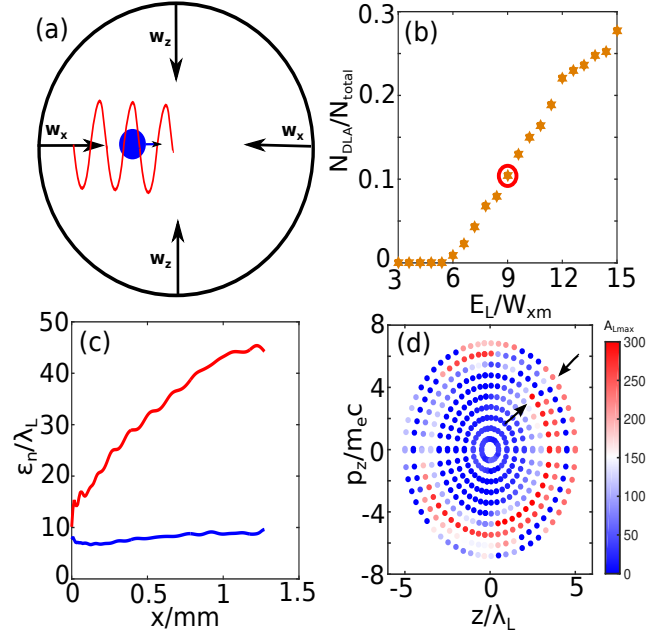 (a)
w_z
w_x
w_x
w_z
(b)
N_DLA/N_total
0.3
0.2
0.1
0
3 6 9 12 15
E_L/W_xm
(c)
ε_n/λ_L
50
40
30
20
10
0
0 0.5 1 1.5
x/mm
(d)
p_z/m_ec
8
4
0
-4
-8
-5 0 5
z/λ_L
A_Lmax
300
250
200
150
100
50
0